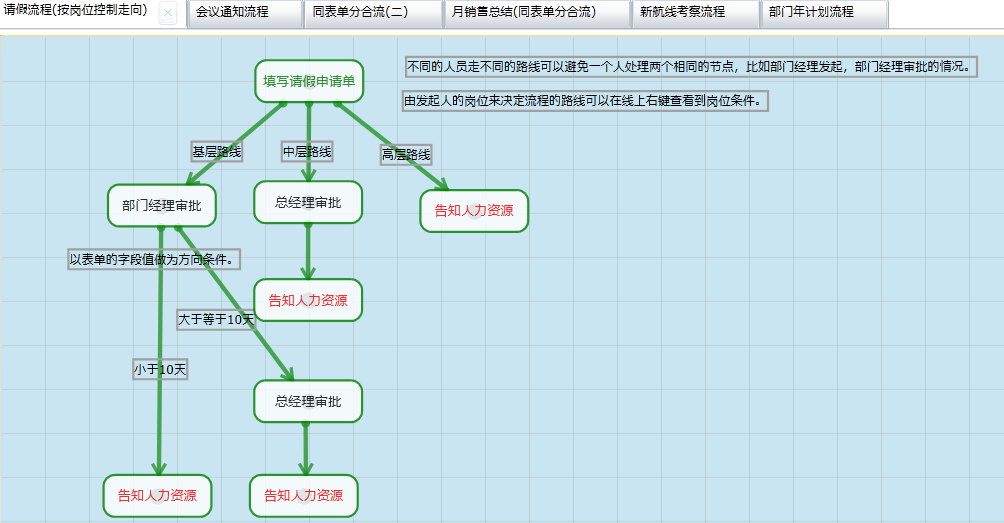 请假流程(按岗位控制走向)
会议通知流程
同表单分合流(二)
月销售总结(同表单分合流)
新航线考察流程
部门年计划流程
填写请假申请单
不同的人员走不同的路线可以避免一个人处理两个相同的节点，比如部门经理发起，部门经理审批的情况。
由发起人的岗位来决定流程的路线可以在线上右键查看到岗位条件。
基层路线
中层路线
高层路线
部门经理审批
总经理审批
告知人力资源
以表单的字段值做为方向条件。
告知人力资源
大于等于10天
小于10天
总经理审批
告知人力资源
告知人力资源